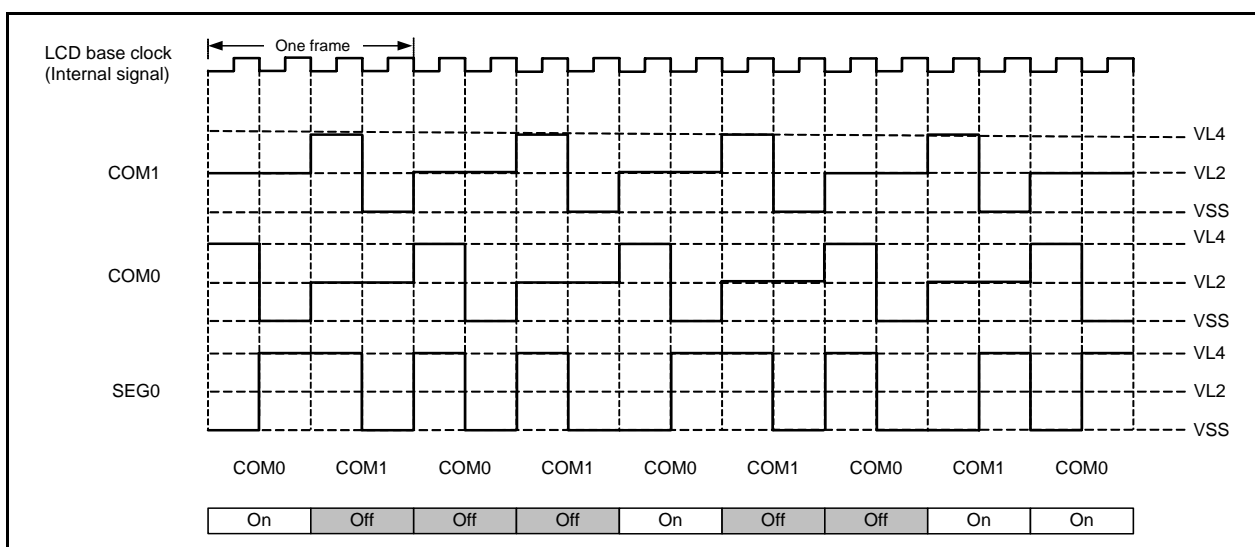 One frame
LCD base clock
(Internal signal)
VL4
COM1
VL2
VSS
VL4
COM0
VL2
VSS
VL4
SEG0
VL2
VSS
COM0 COM1 COM0 COM1 COM0 COM1 COM0 COM1 COM0
On Off Off Off On Off Off On On